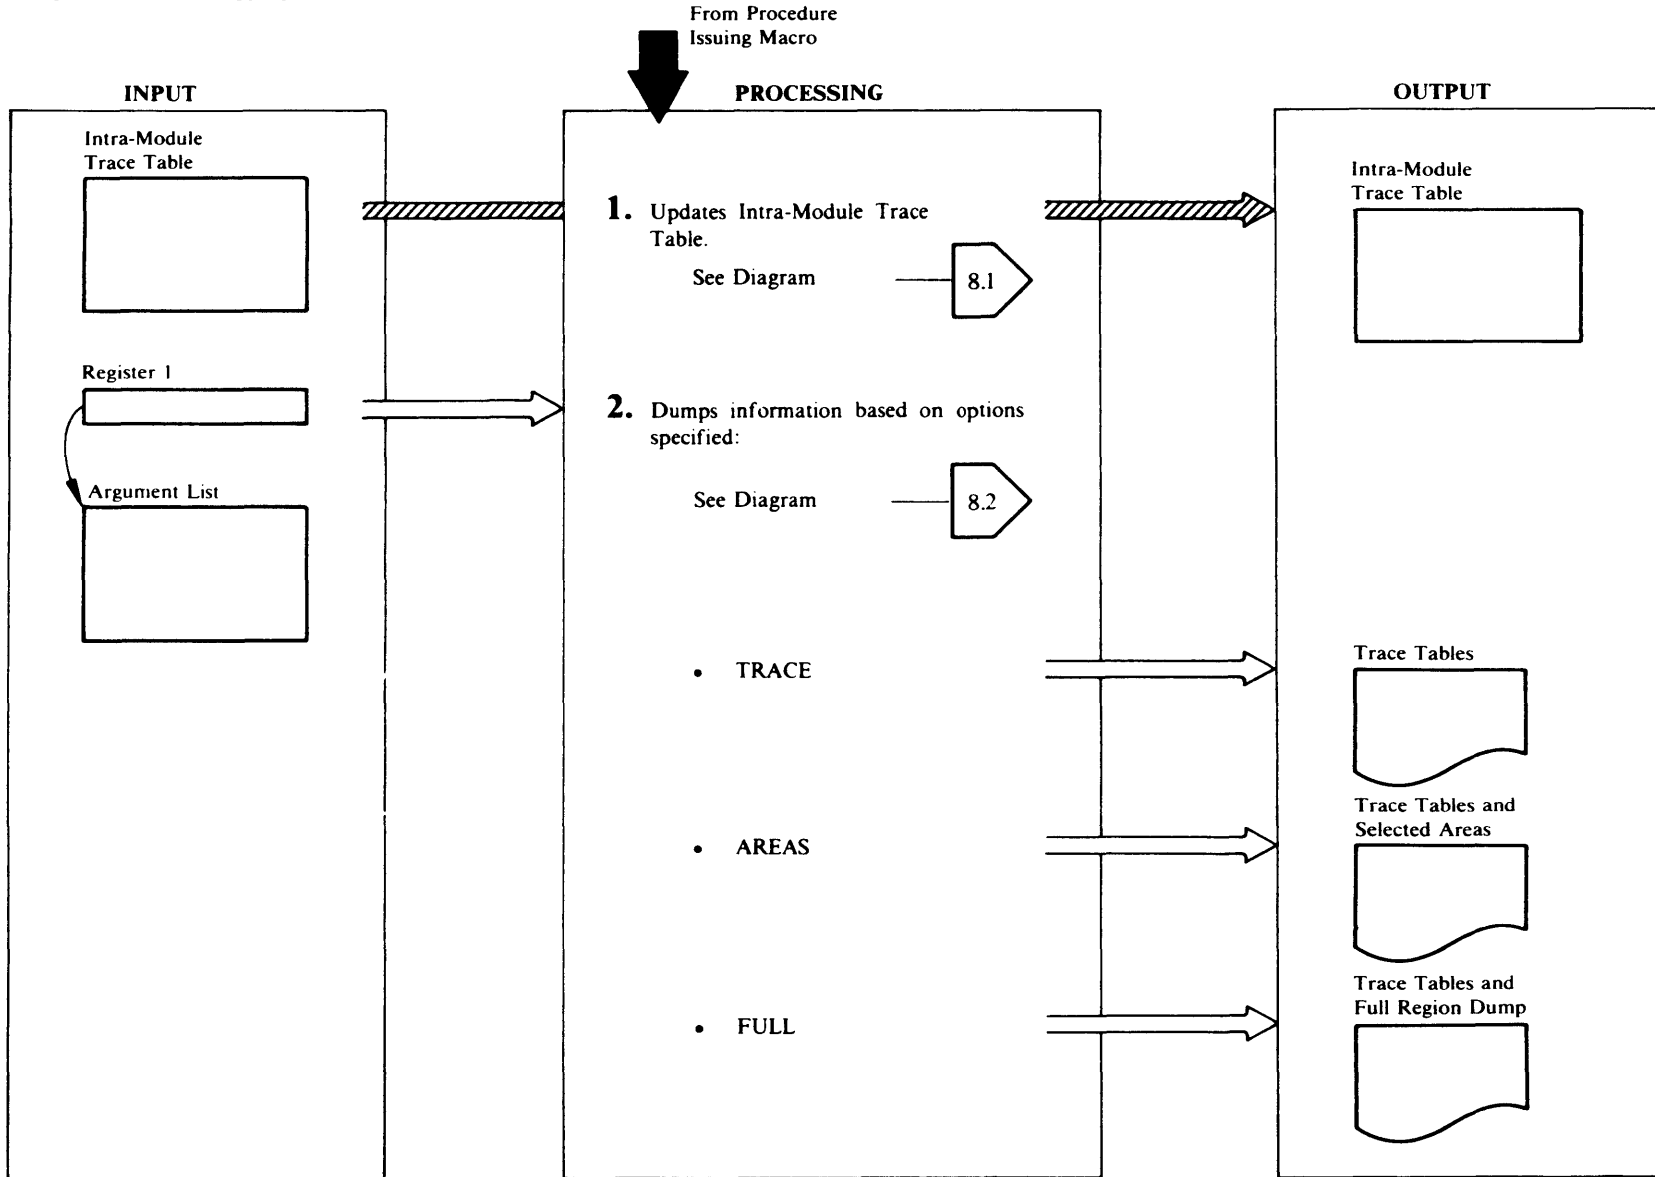 From Procedure
Issuing Macro
INPUT
PROCESSING
OUTPUT
Intra-Module
Trace Table
1. Updates Intra-Module Trace
Table.
See Diagram
8.1
Intra-Module
Trace Table
Register 1
2. Dumps information based on options
specified:
See Diagram
8.2
Argument List
• TRACE
Trace Tables
• AREAS
Trace Tables and
Selected Areas
• FULL
Trace Tables and
Full Region Dump